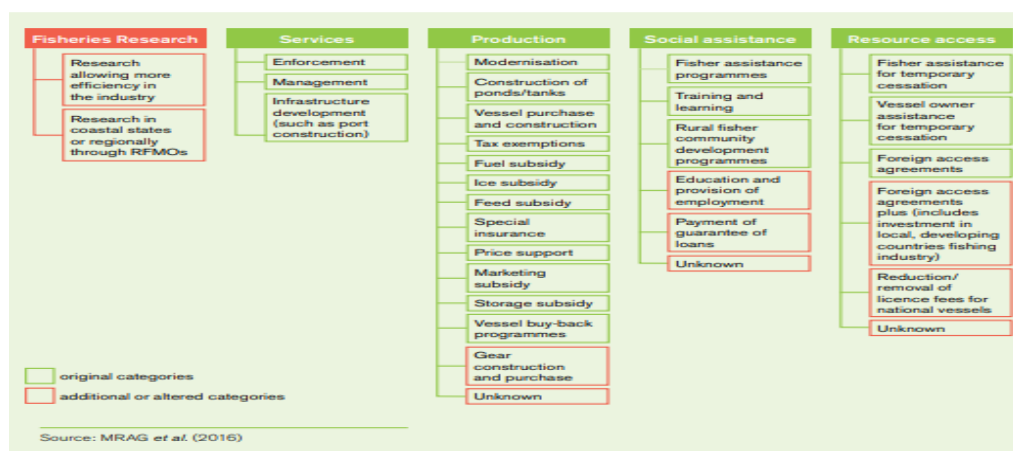 Fisheries Research
Research
allowing more
efficiency in
the industry
Research in
coastal states
or regionally
through RFMOs
Services
Enforcement
Management
Infrastructure
development
(such as port
construction)
Production
Modernisation
Construction of
ponds/tanks
Vessel purchase
and construction
Tax exemptions
Fuel subsidy
Ice subsidy
Feed subsidy
Special
insurance
Price support
Marketing
subsidy
Storage subsidy
Vessel buy-back
programmes
Gear
construction
and purchase
Unknown
Social assistance
Fisher assistance
programmes
Training and
learning
Rural fisher
community
development
programmes
Education and
provision of
employment
Payment of
guarantee of
loans
Unknown
Resource access
Fisher assistance
for temporary
cessation
Vessel owner
assistance
for temporary
cessation
Foreign access
agreements
Foreign access
agreements
plus (includes
investment in
local, developing
countries fishing
industry)
Reduction/
removal of
licence fees for
national vessels
Unknown
original categories
additional or altered categories
Source: MRAG et al. (2016)